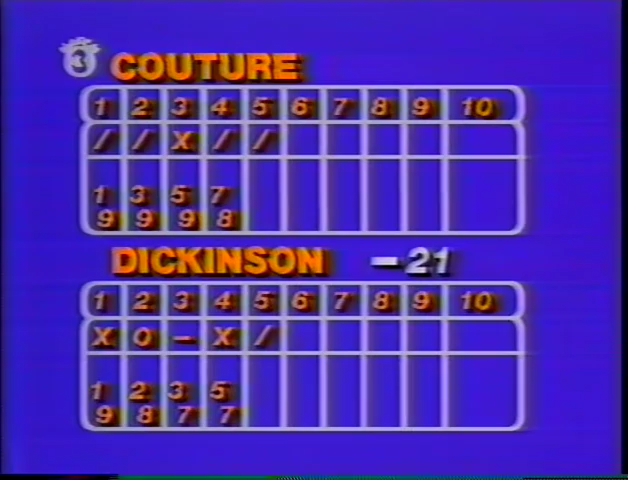 3 COUTURE
1 2 3 4 5 6 7 8 9 10
/ / X / /
1 3 5 7
9 9 9 8
DICKINSON -21
1 2 3 4 5 6 7 8 9 10
X O - X /
1 2 3 5
9 8 7 7